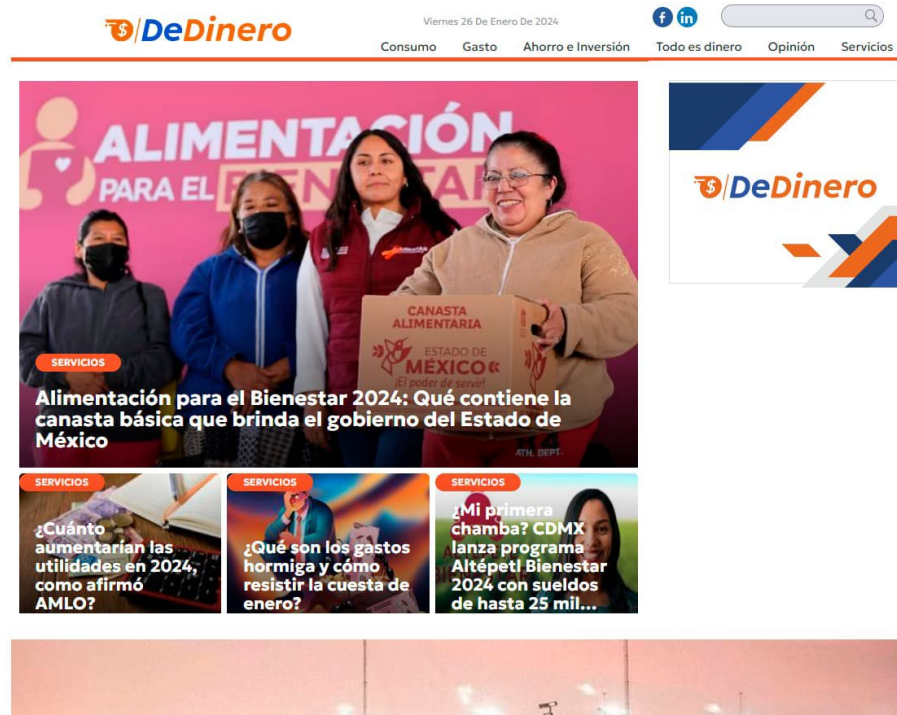 DeDinero
Viernes 26 De Enero De 2024
Consumo Gasto Ahorro e Inversión Todo es dinero Opinión Servicios
ALIMENTACIÓN
PARA EL BIENESTAR
CANASTA
ALIMENTARIA
ESTADO DE
MÉXICO
¡El poder de servir!
ATH. DEPT.
SERVICIOS
Alimentación para el Bienestar 2024: Qué contiene la
canasta básica que brinda el gobierno del Estado de
México
DeDinero
SERVICIOS
¿Cuánto
aumentarían las
utilidades en 2024,
como afirmó
AMLO?
SERVICIOS
¿Qué son los gastos
hormiga y cómo
resistir la cuesta de
enero?
SERVICIOS
¿Mi primera
chamba? CDMX
lanza programa
Altépetl Bienestar
2024 con sueldos
de hasta 25 mil...